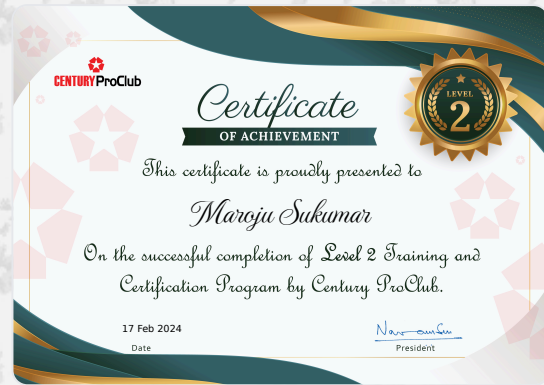 CENTURY ProClub
LEVEL
2
Certificate
OF ACHIEVEMENT
This certificate is proudly presented to
Maroju Sukumar
On the successful completion of Level 2 Training and
Certification Program by Century ProClub.
17 Feb 2024
Date
President